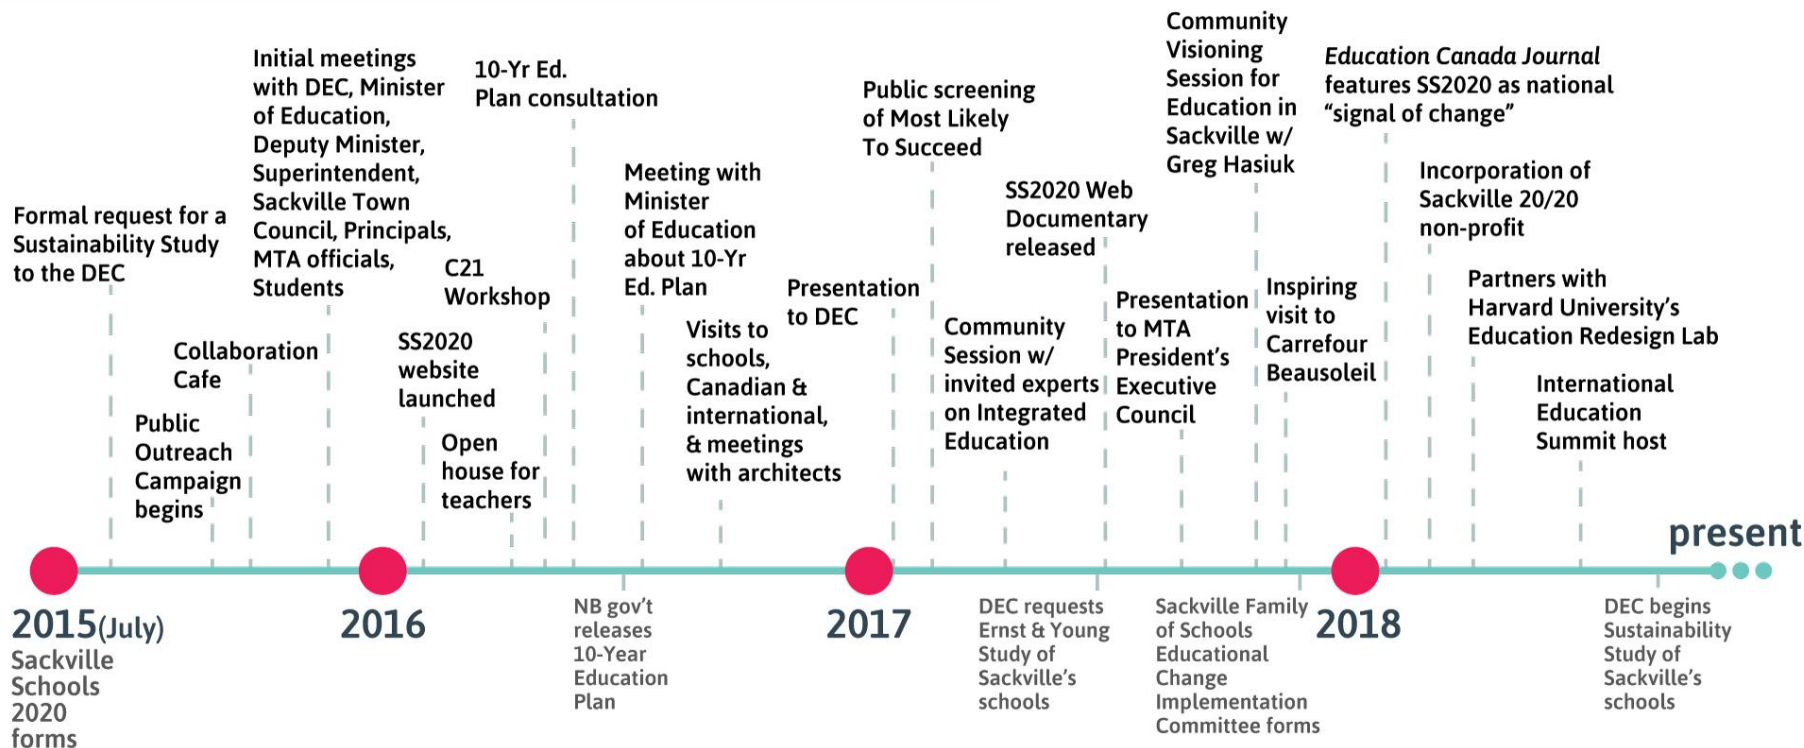 Formal request for a
Sustainability Study
to the DEC
Public
Outreach
Campaign
begins
Collaboration
Cafe
Initial meetings
with DEC, Minister
of Education,
Deputy Minister,
Superintendent,
Sackville Town
Council, Principals,
MTA officials,
Students
SS2020
website
launched
Open
house for
teachers
C21
Workshop
10-Yr Ed.
Plan consultation
Meeting with
Minister
of Education
about 10-Yr
Ed. Plan
Visits to
schools,
Canadian &
international,
& meetings
with architects
Presentation
to DEC
Public screening
of Most Likely
To Succeed
Community
Session w/
invited experts
on Integrated
Education
SS2020 Web
Documentary
released
Presentation
to MTA
President's
Executive
Council
Community
Visioning
Session for
Education in
Sackville w/
Greg Hasiuk
Inspiring
visit to
Carrefour
Beausoleil
Education Canada Journal
features SS2020 as national
"signal of change"
Incorporation of
Sackville 20/20
non-profit
Partners with
Harvard University's
Education Redesign Lab
International
Education
Summit host
present
2015(July)
Sackville
Schools
2020
forms
2016
NB gov't
releases
10-Year
Education
Plan
2017
DEC requests
Ernst & Young
Study of
Sackville's
schools
Sackville Family
of Schools
Educational
Change
Implementation
Committee forms
2018
DEC begins
Sustainability
Study of
Sackville's
schools